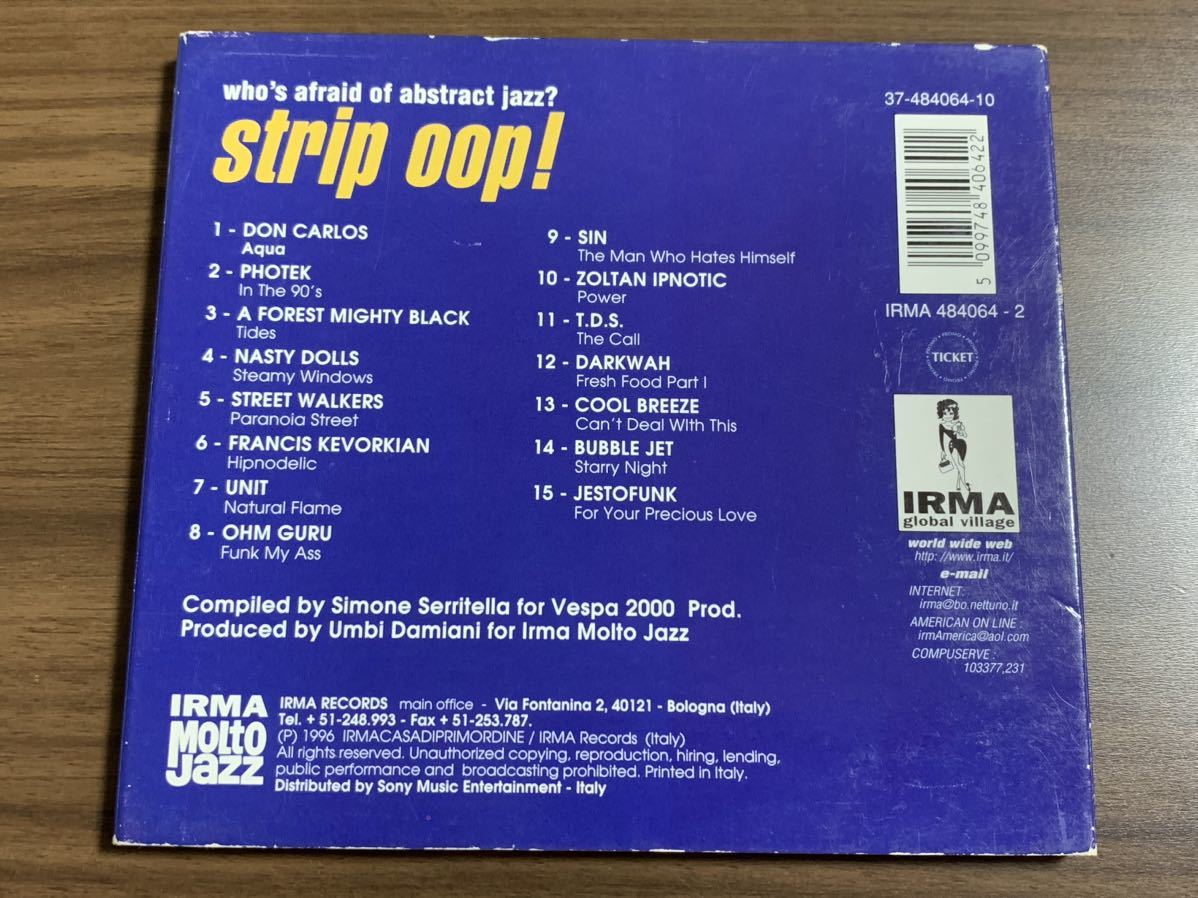 who's afraid of abstract jazz?
strip oop!
1 - DON CARLOS
Aqua
2 - PHOTEK
In The 90's
3 - A FOREST MIGHTY BLACK
Tides
4 - NASTY DOLLS
Steamy Windows
5 - STREET WALKERS
Paranoia Street
6 - FRANCIS KEVORKIAN
Hipnodelic
7 - UNIT
Natural Flame
8 - OHM GURU
Funk My Ass
9 - SIN
The Man Who Hates Himself
10 - ZOLTAN IPNOTIC
Power
11 - T.D.S.
The Call
12 - DARKWAH
Fresh Food Part I
13 - COOL BREEZE
Can't Deal WIth This
14 - BUBBLE JET
Starry Night
15 - JESTOFUNK
For Your Precious Love
Compiled by Simone Serritella for Vespa 2000 Prod.
Produced by Umbi Damiani for Irma Molto Jazz
37-484064-10
5 099748 406422
IRMA 484064 - 2
TICKET
IRMA
global village
world wide web
http: //www.irma.it/
e-mail
INTERNET:
irma@bo.nettuno.it
AMERICAN ON LINE :
irmAmerica@aol.com
COMPUSERVE :
103377,231
IRMA
MOLTO
JAZZ
IRMA RECORDS main office - Via Fontanina 2, 40121 - Bologna (Italy)
Tel. + 51-248.993 - Fax + 51-253.787.
(P) 1996 IRMACASADIPRIMORDINE / IRMA Records (Italy)
All rights reserved. Unauthorized copying, reproduction, hiring, lending,
public performance and broadcasting prohibited. Printed in Italy.
Distributed by Sony Music Entertainment - Italy